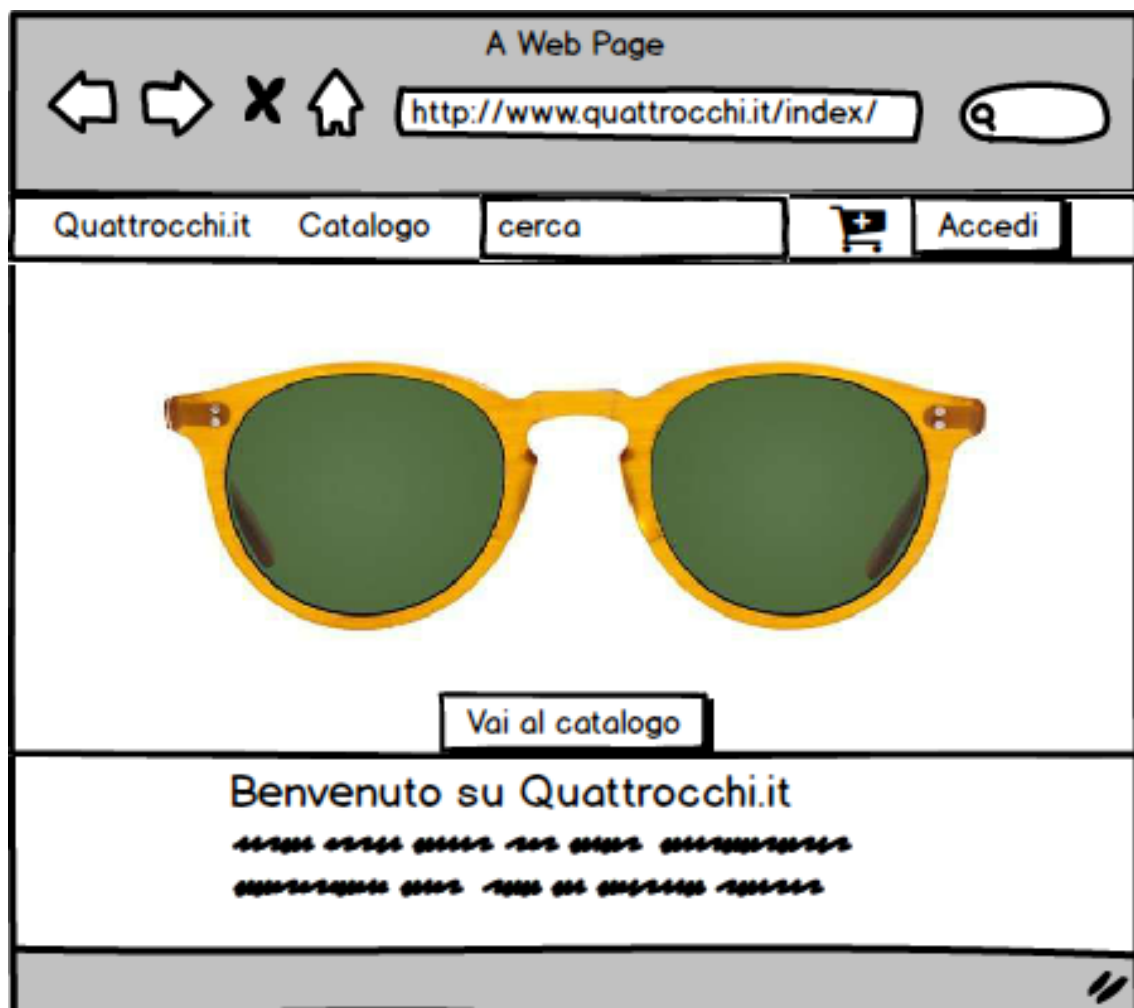 A Web Page
http://www.quattrocchi.it/index/
Quattrocchi.it Catalogo cerca Accedi
Vai al catalogo
Benvenuto su Quattrocchi.it